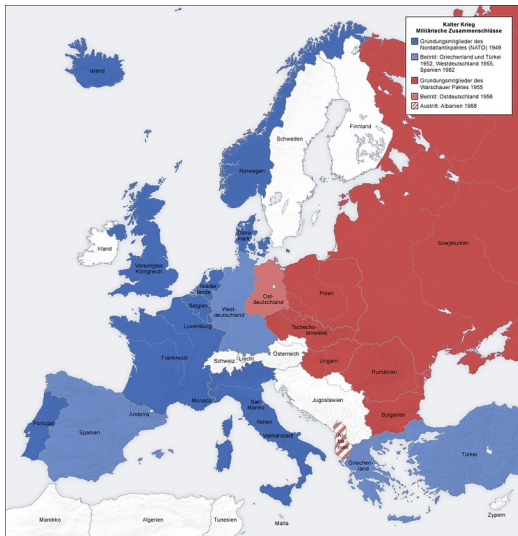 Kalter Krieg
Militärische Zusammenschlüsse
Gründungsmitglieder des
Nordatlantikpaktes (NATO) 1949
Beitritt: Griechenland und Türkei
1952, Westdeutschland 1955,
Spanien 1982
Gründungsmitglieder des
Warschauer Paktes 1955
Beitritt: Ostdeutschland 1956
Austritt: Albanien 1968
Island
Schweden
Finnland
Norwegen
Sowjetunion
Irland
Vereinigtes
Königreich
Däne-
mark
Nieder-
lande
Belgien
Luxemburg
West-
deutschland
Ost-
deutschland
Polen
Tschecho-
slowakei
Frankreich
Schweiz
Liecht.
Österreich
Ungarn
Rumänien
Monaco
San
Marino
Italien
Vatikanstadt
Jugoslawien
Bulgarien
Portugal
Spanien
Andorra
Griechen-
land
Türkei
Marokko
Algerien
Tunesien
Malta
Zypern